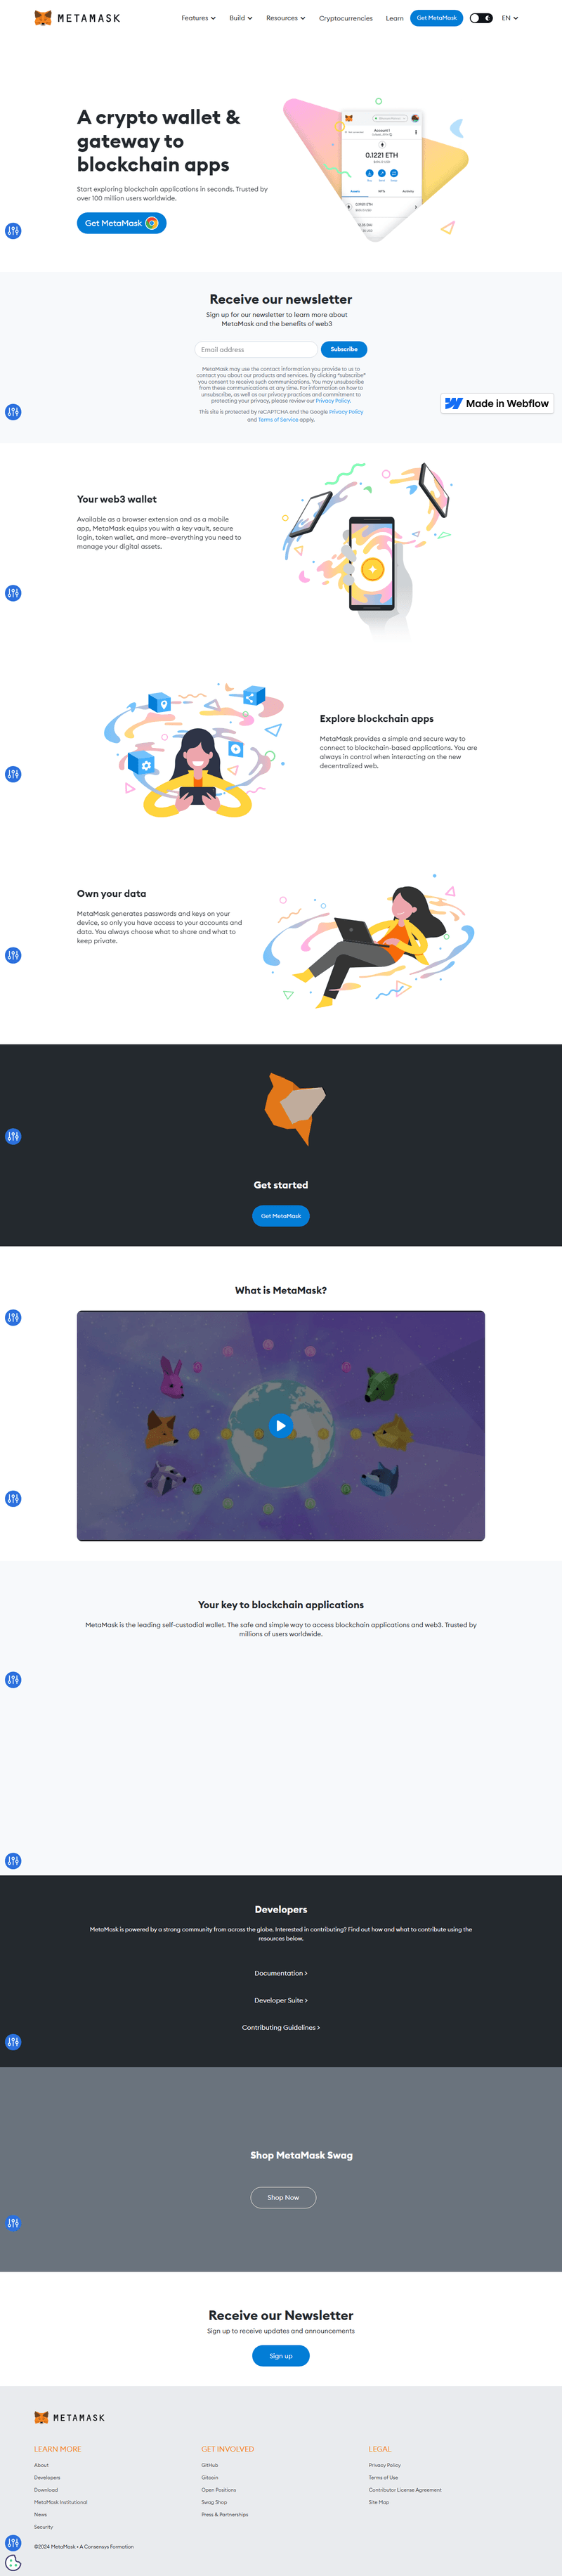 METAMASK
Features
Build
Resources
Cryptocurrencies
Learn
Get MetaMask
EN
A crypto wallet &
gateway to
blockchain apps
Start exploring blockchain applications in seconds. Trusted by
over 100 million users worldwide.
Get MetaMask
Account 1
0.1221 ETH
Receive our newsletter
Sign up for our newsletter to learn more about
MetaMask and the benefits of web3
Email address
Subscribe
MetaMask may use the contact information you provide to us to
contact you about our products and services. By clicking "subscribe"
you consent to receive such communications. You may unsubscribe
from these communications at any time. For information on how to
unsubscribe, as well as our privacy practices and commitment to
protecting your privacy, please review our Privacy Policy.
This site is protected by reCAPTCHA and the Google Privacy Policy
and Terms of Service apply.
Made in Webflow
Your web3 wallet
Available as a browser extension and as a mobile
app, MetaMask equips you with a key vault, secure
login, token wallet, and more—everything you need to
manage your digital assets.
Explore blockchain apps
MetaMask provides a simple and secure way to
connect to blockchain-based applications. You are
always in control when interacting on the new
decentralized web.
Own your data
MetaMask generates passwords and keys on your
device, so only you have access to your accounts and
data. You always choose what to share and what to
keep private.
Get started
Get MetaMask
What is MetaMask?
Your key to blockchain applications
MetaMask is the leading self-custodial wallet. The safe and simple way to access blockchain applications and web3. Trusted by
millions of users worldwide.
Developers
MetaMask is powered by a strong community from across the globe. Interested in contributing? Find out how and what to contribute using the
resources below.
Documentation >
Developer Suite >
Contributing Guidelines >
Shop MetaMask Swag
Shop Now
Receive our Newsletter
Sign up to receive updates and announcements
Sign up
METAMASK
LEARN MORE
About
Developers
Download
MetaMask Institutional
News
Security
GET INVOLVED
GitHub
Gitcoin
Open Positions
Swag Shop
Press & Partnerships
LEGAL
Privacy Policy
Terms of Use
Contributor License Agreement
Site Map
©2024 MetaMask • A Consensys Formation